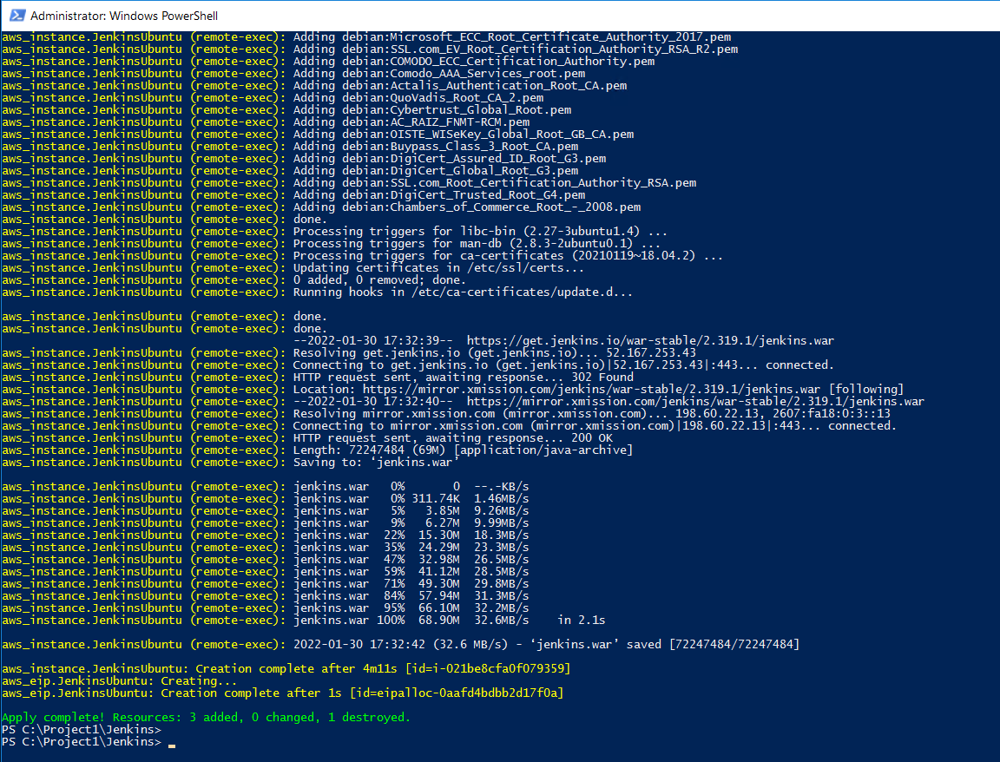 Administrator: Windows PowerShell
aws_instance.JenkinsUbuntu (remote-exec): Adding debian:Microsoft_ECC_Root_Certificate_Authority_2017.pem
aws_instance.JenkinsUbuntu (remote-exec): Adding debian:SSL.com_EV_Root_Certification_Authority_RSA_R2.pem
aws_instance.JenkinsUbuntu (remote-exec): Adding debian:COMODO_ECC_Certification_Authority.pem
aws_instance.JenkinsUbuntu (remote-exec): Adding debian:Comodo_AAA_Services_root.pem
aws_instance.JenkinsUbuntu (remote-exec): Adding debian:Actalis_Authentication_Root_CA.pem
aws_instance.JenkinsUbuntu (remote-exec): Adding debian:QuoVadis_Root_CA_2.pem
aws_instance.JenkinsUbuntu (remote-exec): Adding debian:Cybertrust_Global_Root.pem
aws_instance.JenkinsUbuntu (remote-exec): Adding debian:AC_RAIZ_FNMT-RCM.pem
aws_instance.JenkinsUbuntu (remote-exec): Adding debian:OISTE_WISeKey_Global_Root_GB_CA.pem
aws_instance.JenkinsUbuntu (remote-exec): Adding debian:Buypass_Class_3_Root_CA.pem
aws_instance.JenkinsUbuntu (remote-exec): Adding debian:DigiCert_Assured_ID_Root_G3.pem
aws_instance.JenkinsUbuntu (remote-exec): Adding debian:DigiCert_Global_Root_G3.pem
aws_instance.JenkinsUbuntu (remote-exec): Adding debian:SSL.com_Root_Certification_Authority_RSA.pem
aws_instance.JenkinsUbuntu (remote-exec): Adding debian:DigiCert_Trusted_Root_G4.pem
aws_instance.JenkinsUbuntu (remote-exec): Adding debian:Chambers_of_Commerce_Root_-_2008.pem
aws_instance.JenkinsUbuntu (remote-exec): done.
aws_instance.JenkinsUbuntu (remote-exec): Processing triggers for libc-bin (2.27-3ubuntu1.4) ...
aws_instance.JenkinsUbuntu (remote-exec): Processing triggers for man-db (2.8.3-2ubuntu0.1) ...
aws_instance.JenkinsUbuntu (remote-exec): Processing triggers for ca-certificates (20210119~18.04.2) ...
aws_instance.JenkinsUbuntu (remote-exec): Updating certificates in /etc/ssl/certs...
aws_instance.JenkinsUbuntu (remote-exec): 0 added, 0 removed; done.
aws_instance.JenkinsUbuntu (remote-exec): Running hooks in /etc/ca-certificates/update.d...
aws_instance.JenkinsUbuntu (remote-exec): done.
aws_instance.JenkinsUbuntu (remote-exec): done.
--2022-01-30 17:32:39--  https://get.jenkins.io/war-stable/2.319.1/jenkins.war
aws_instance.JenkinsUbuntu (remote-exec): Resolving get.jenkins.io (get.jenkins.io)... 52.167.253.43
aws_instance.JenkinsUbuntu (remote-exec): Connecting to get.jenkins.io (get.jenkins.io)|52.167.253.43|:443... connected.
aws_instance.JenkinsUbuntu (remote-exec): HTTP request sent, awaiting response... 302 Found
aws_instance.JenkinsUbuntu (remote-exec): Location: https://mirror.xmission.com/jenkins/war-stable/2.319.1/jenkins.war [following]
aws_instance.JenkinsUbuntu (remote-exec): --2022-01-30 17:32:40--  https://mirror.xmission.com/jenkins/war-stable/2.319.1/jenkins.war
aws_instance.JenkinsUbuntu (remote-exec): Resolving mirror.xmission.com (mirror.xmission.com)... 198.60.22.13, 2607:fa18:0:3::13
aws_instance.JenkinsUbuntu (remote-exec): Connecting to mirror.xmission.com (mirror.xmission.com)|198.60.22.13|:443... connected.
aws_instance.JenkinsUbuntu (remote-exec): HTTP request sent, awaiting response... 200 OK
aws_instance.JenkinsUbuntu (remote-exec): Length: 72247484 (69M) [application/java-archive]
aws_instance.JenkinsUbuntu (remote-exec): Saving to: ‘jenkins.war’
aws_instance.JenkinsUbuntu (remote-exec): jenkins.war   0%       0  --.-KB/s
aws_instance.JenkinsUbuntu (remote-exec): jenkins.war   0% 311.74K  1.46MB/s
aws_instance.JenkinsUbuntu (remote-exec): jenkins.war   5%   3.85M  9.26MB/s
aws_instance.JenkinsUbuntu (remote-exec): jenkins.war   9%   6.27M  9.99MB/s
aws_instance.JenkinsUbuntu (remote-exec): jenkins.war  22%  15.30M  18.3MB/s
aws_instance.JenkinsUbuntu (remote-exec): jenkins.war  35%  24.29M  23.3MB/s
aws_instance.JenkinsUbuntu (remote-exec): jenkins.war  47%  32.98M  26.5MB/s
aws_instance.JenkinsUbuntu (remote-exec): jenkins.war  59%  41.12M  28.5MB/s
aws_instance.JenkinsUbuntu (remote-exec): jenkins.war  71%  49.30M  29.8MB/s
aws_instance.JenkinsUbuntu (remote-exec): jenkins.war  84%  57.94M  31.3MB/s
aws_instance.JenkinsUbuntu (remote-exec): jenkins.war  95%  66.10M  32.2MB/s
aws_instance.JenkinsUbuntu (remote-exec): jenkins.war 100%  68.90M  32.6MB/s    in 2.1s
aws_instance.JenkinsUbuntu (remote-exec): 2022-01-30 17:32:42 (32.6 MB/s) - ‘jenkins.war’ saved [72247484/72247484]
aws_instance.JenkinsUbuntu: Creation complete after 4m11s [id=i-021be8cfa0f079359]
aws_eip.JenkinsUbuntu: Creating...
aws_eip.JenkinsUbuntu: Creation complete after 1s [id=eipalloc-0aafd4bdbb2d17f0a]
Apply complete! Resources: 3 added, 0 changed, 1 destroyed.
PS C:\Project1\Jenkins>
PS C:\Project1\Jenkins> _